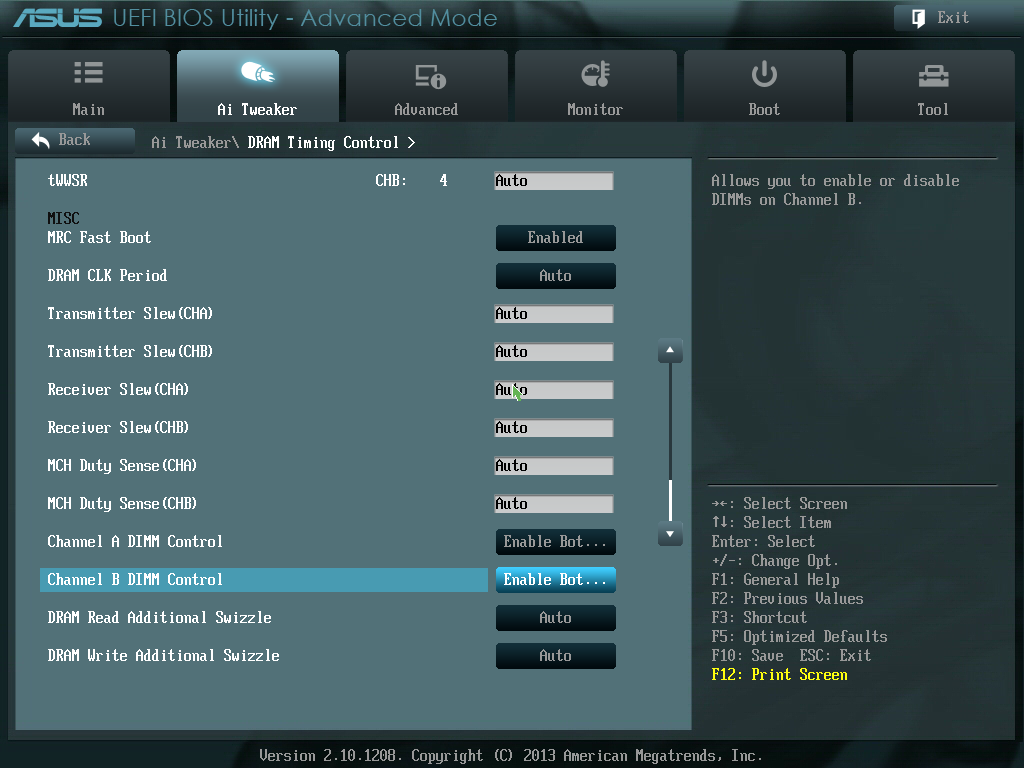 ASUS UEFI BIOS Utility - Advanced Mode
Exit
Main
Ai Tweaker
Advanced
Monitor
Boot
Tool
Back
Ai Tweaker\ DRAM Timing Control >
tWWSR CHB: 4 Auto
MISC
MRC Fast Boot Enabled
DRAM CLK Period Auto
Transmitter Slew(CHA) Auto
Transmitter Slew(CHB) Auto
Receiver Slew(CHA) Auto
Receiver Slew(CHB) Auto
MCH Duty Sense(CHA) Auto
MCH Duty Sense(CHB) Auto
Channel A DIMM Control Enable Bot...
Channel B DIMM Control Enable Bot...
DRAM Read Additional Swizzle Auto
DRAM Write Additional Swizzle Auto
Allows you to enable or disable
DIMMs on Channel B.
→←: Select Screen
↑↓: Select Item
Enter: Select
+/-: Change Opt.
F1: General Help
F2: Previous Values
F3: Shortcut
F5: Optimized Defaults
F10: Save ESC: Exit
F12: Print Screen
Version 2.10.1208. Copyright (C) 2013 American Megatrends, Inc.